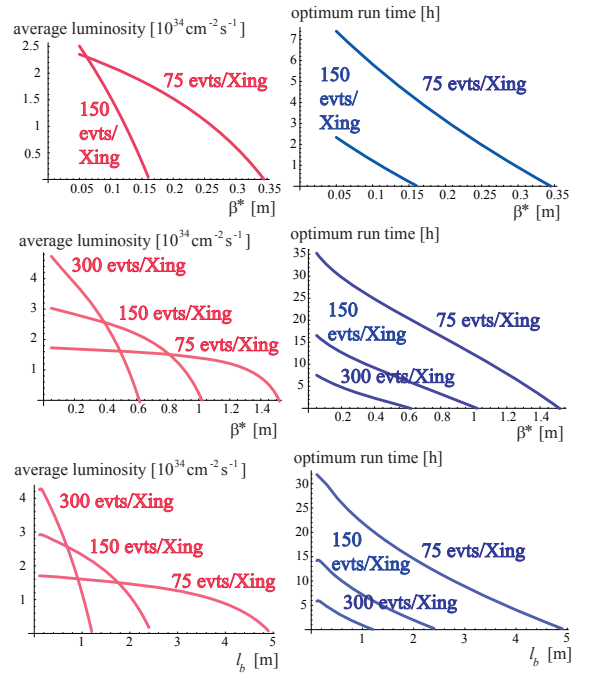 average luminosity [10^34 cm^-2 s^-1]
2.5
2
1.5
1
0.5
75 evts/Xing
150
evts/
Xing
0.05 0.1 0.15 0.2 0.25 0.3 0.35
β* [m]
optimum run time [h]
7
6
5
4
3
2
1
150
evts/
Xing
75 evts/Xing
0.05 0.1 0.15 0.2 0.25 0.3 0.35
β* [m]
average luminosity [10^34 cm^-2 s^-1]
4
3
2
1
300 evts/Xing
150 evts/Xing
75 evts/Xing
0.2 0.4 0.6 0.8 1 1.2 1.4
β* [m]
optimum run time [h]
35
30
25
20
15
10
5
150
evts/Xing
75 evts/Xing
300 evts/Xing
0.2 0.4 0.6 0.8 1 1.2 1.4
β* [m]
average luminosity [10^34 cm^-2 s^-1]
4
3
2
1
300 evts/Xing
150 evts/Xing
75 evts/Xing
0 1 2 3 4 5
l_b [m]
optimum run time [h]
30
25
20
15
10
5
150
evts/Xing
75 evts/Xing
300 evts/Xing
0 1 2 3 4 5
l_b [m]